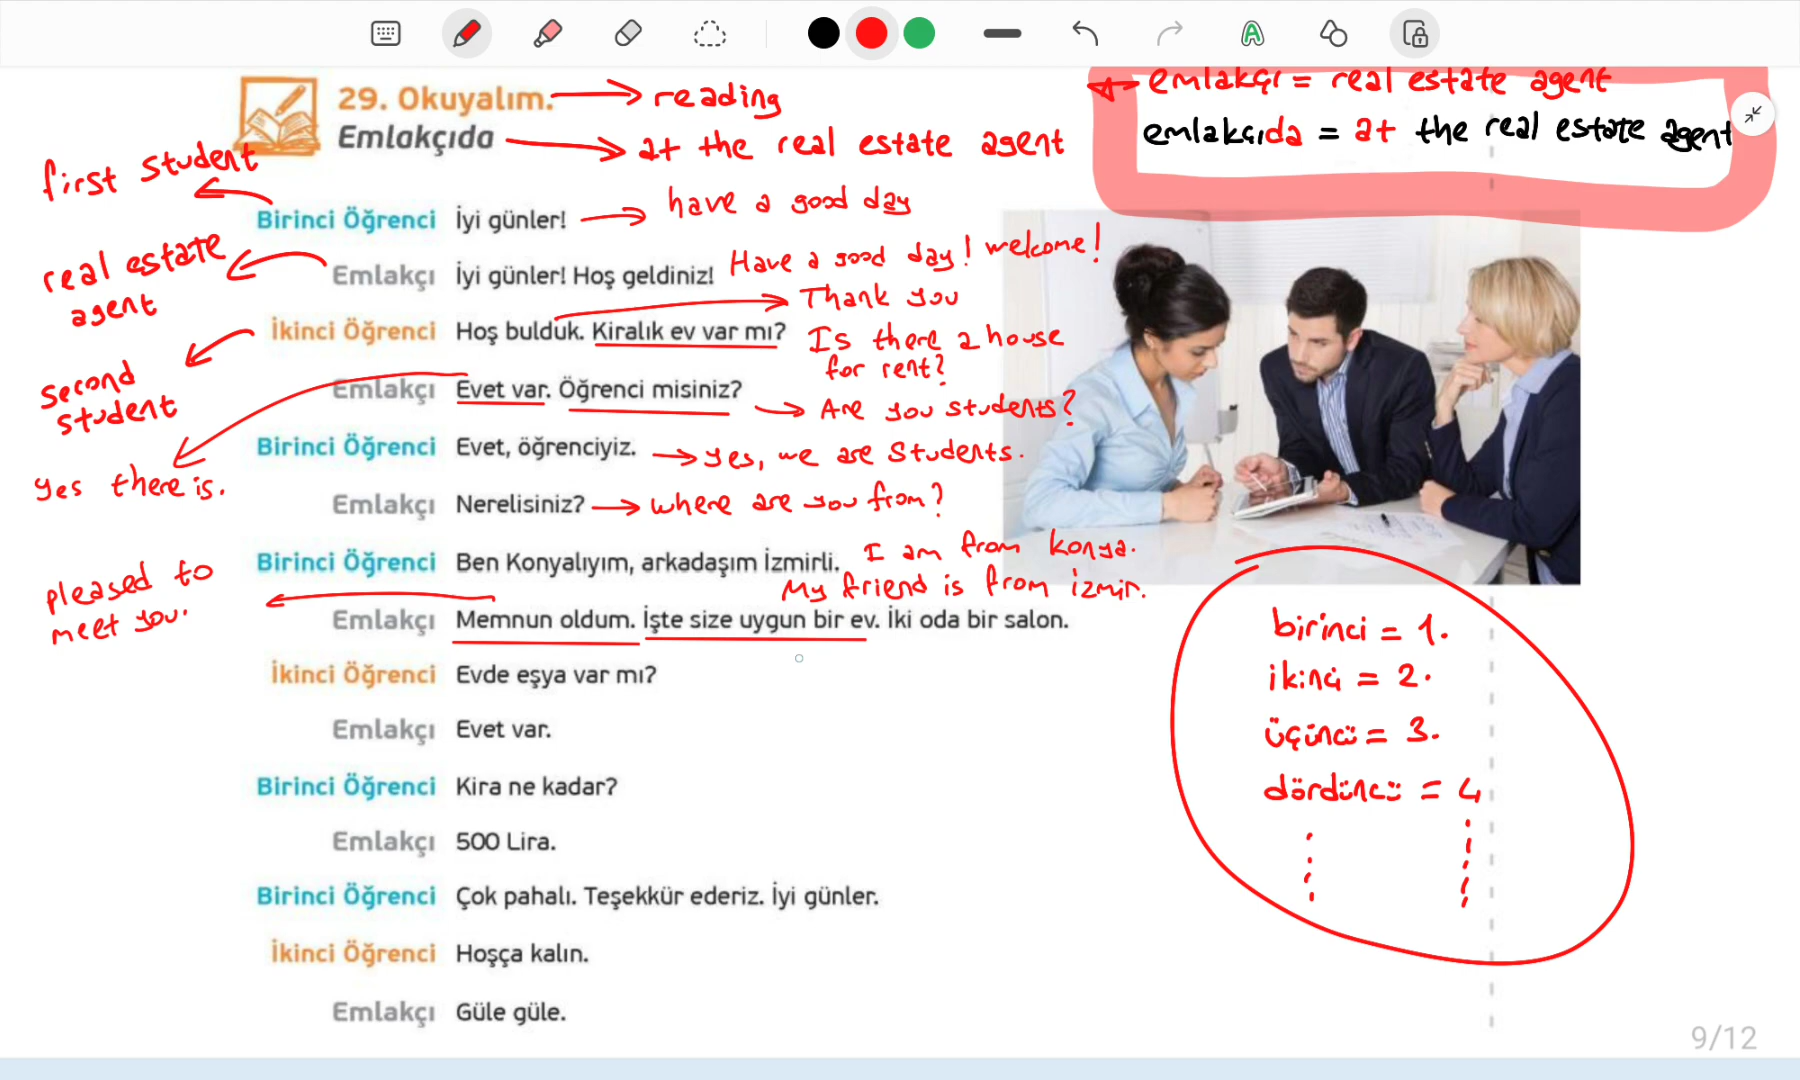 29. Okuyalım. reading
Emlakçıda at the real estate agent
emlakçı = real estate agent
emlakçıda = at the real estate agent
first student
Birinci Öğrenci İyi günler! have a good day
real estate agent
Emlakçı İyi günler! Hoş geldiniz! Have a good day! welcome!
Thank you
İkinci Öğrenci Hoş bulduk. Kiralık ev var mı? Is there a house
for rent?
second
student
Emlakçı Evet var. Öğrenci misiniz? Are you students?
Birinci Öğrenci Evet, öğrenciyiz. yes, we are students.
yes there is.
Emlakçı Nerelisiniz? where are you from?
Birinci Öğrenci Ben Konyalıyım, arkadaşım İzmirli. I am from konya.
My friend is from izmir.
pleased to
meet you.
Emlakçı Memnun oldum. İşte size uygun bir ev. İki oda bir salon.
İkinci Öğrenci Evde eşya var mı?
Emlakçı Evet var.
Birinci Öğrenci Kira ne kadar?
Emlakçı 500 Lira.
Birinci Öğrenci Çok pahalı. Teşekkür ederiz. İyi günler.
İkinci Öğrenci Hoşça kalın.
Emlakçı Güle güle.
birinci = 1.
ikinci = 2.
üçüncü = 3.
dördüncü = 4
9/12